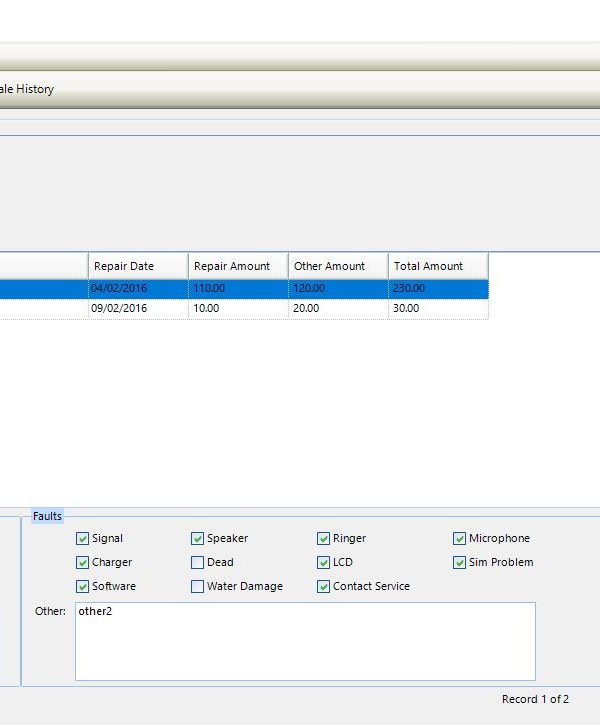 ale History
Repair Date Repair Amount Other Amount Total Amount
04/02/2016 110.00 120.00 230.00
09/02/2016 10.00 20.00 30.00
Faults
Signal Speaker Ringer Microphone
Charger Dead LCD Sim Problem
Software Water Damage Contact Service
Other: other2
Record 1 of 2